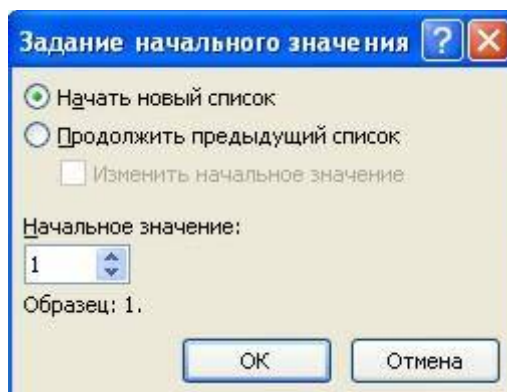 Задание начального значения
Начать новый список
Продолжить предыдущий список
Изменить начальное значение
Начальное значение:
1
Образец: 1.
ОК Отмена